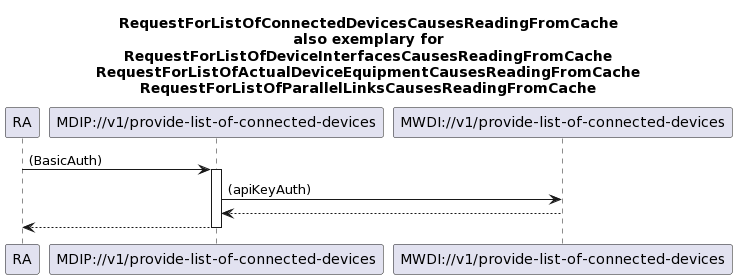 RequestForListOfConnectedDevicesCausesReadingFromCache
also exemplary for
RequestForListOfDeviceInterfacesCausesReadingFromCache
RequestForListOfActualDeviceEquipmentCausesReadingFromCache
RequestForListOfParallelLinksCausesReadingFromCache
RA
MDIP://v1/provide-list-of-connected-devices
MWDI://v1/provide-list-of-connected-devices
(BasicAuth)
(apiKeyAuth)
RA
MDIP://v1/provide-list-of-connected-devices
MWDI://v1/provide-list-of-connected-devices